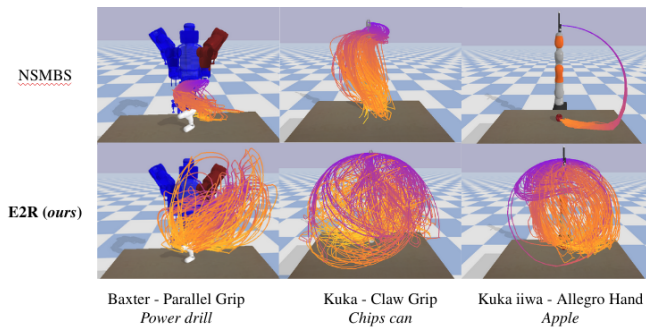 NSMBS
E2R (ours)
Baxter - Parallel Grip
Power drill
Kuka - Claw Grip
Chips can
Kuka iiwa - Allegro Hand
Apple